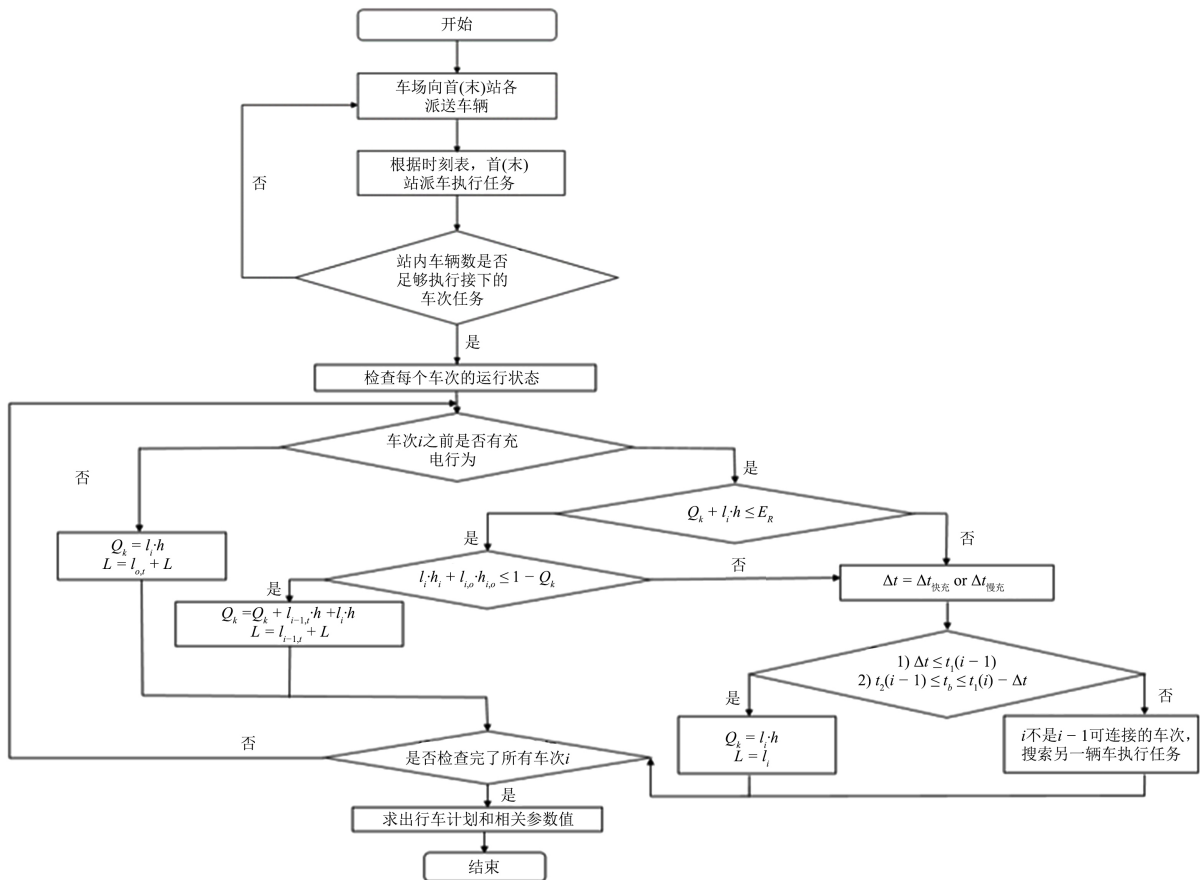 开始
车场向首(末)站各
派送车辆
否
根据时刻表，首(末)
站派车执行任务
站内车辆数是否
足够执行接下的
车次任务
是
检查每个车次的运行状态
车次i之前是否有充
电行为
否
是
Q_k + l_i·h ≤ E_R
是
否
Q_k = l_i·h
L = l_{o,t} + L
l_i·h_i + l_{i,o}·h_{i,o} ≤ 1 − Q_k
否
Δt = Δt_{快充} or Δt_{慢充}
是
Q_k =Q_k + l_{i−1,t}·h +l_i·h
L = l_{i−1,t} + L
1) Δt ≤ t_1(i − 1)
2) t_2(i − 1) ≤ t_b ≤ t_1(i) − Δt
是
否
Q_k = l_i·h
L = l_i
i不是i − 1可连接的车次，
搜索另一辆车执行任务
否
是否检查完了所有车次i
是
求出行车计划和相关参数值
结束